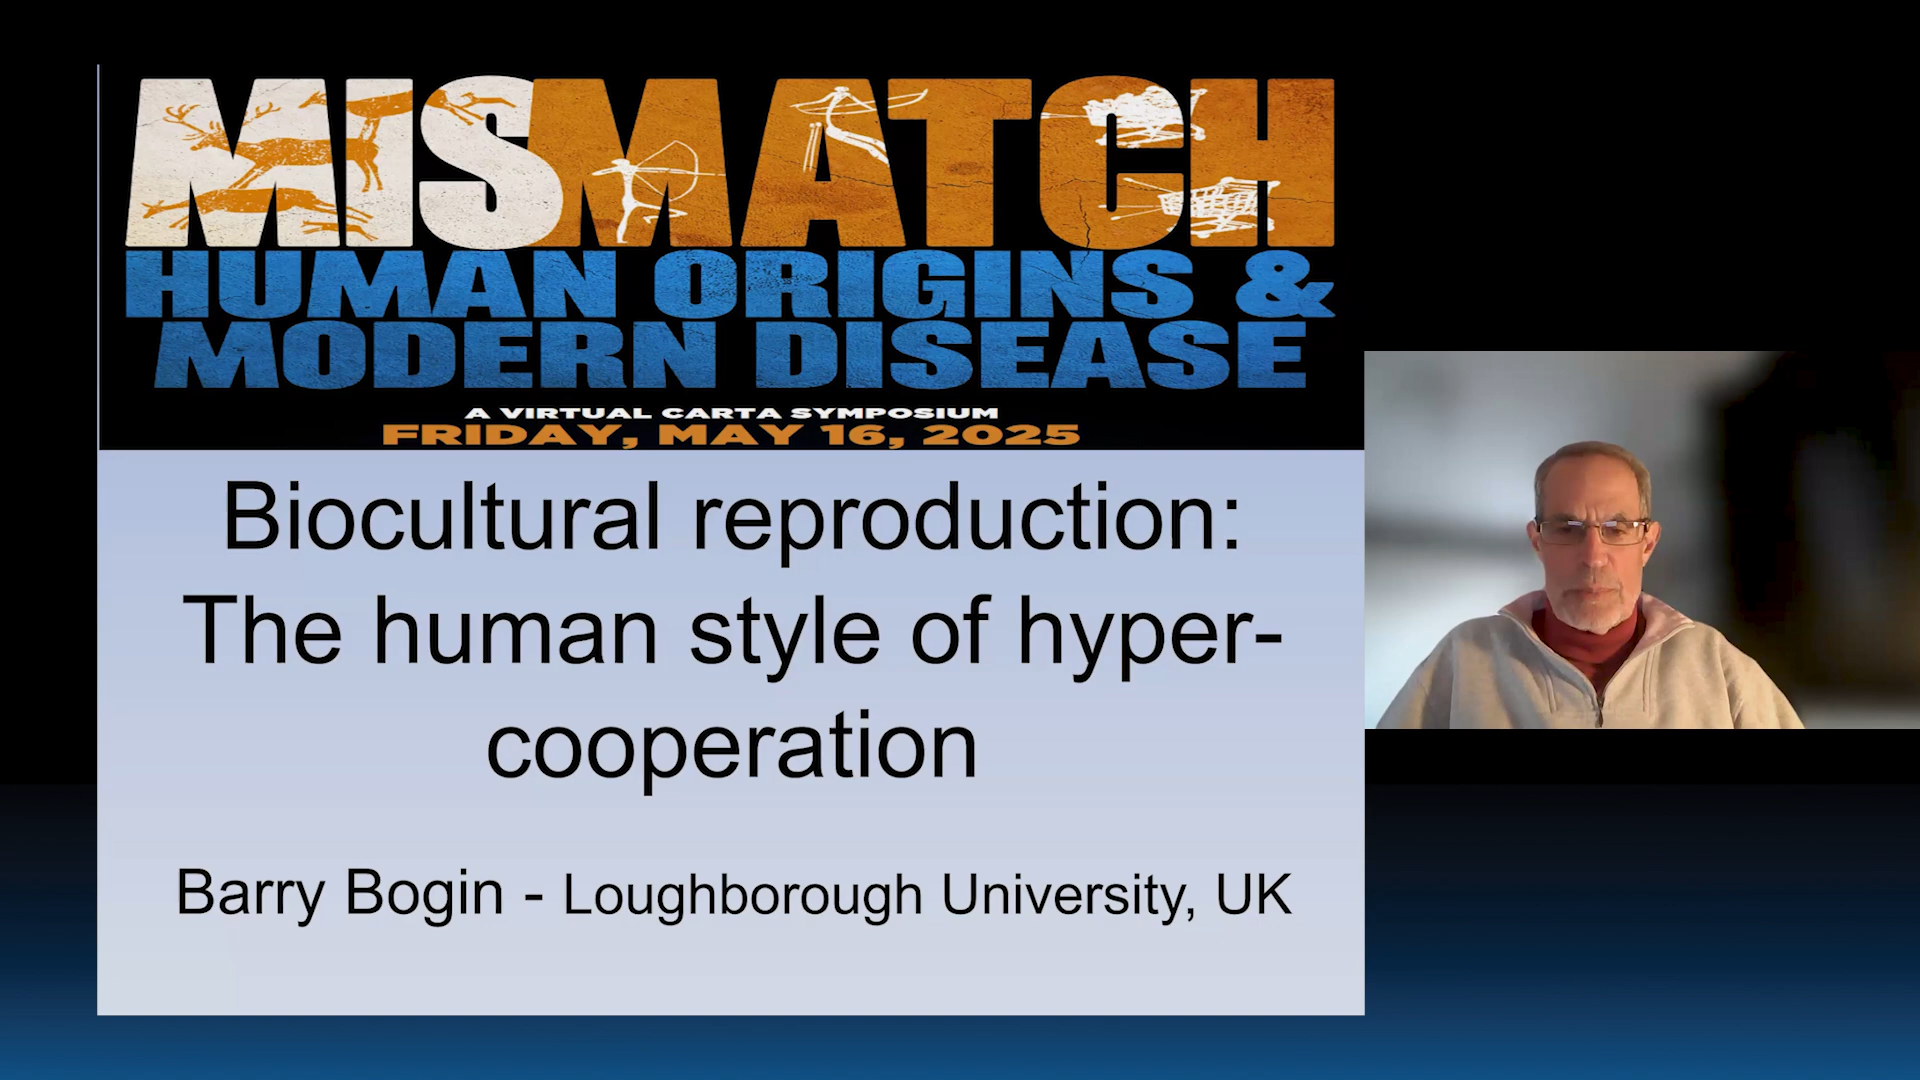 MISMATCH
HUMAN ORIGINS &
MODERN DISEASE
A VIRTUAL CARTA SYMPOSIUM
FRIDAY, MAY 16, 2025
Biocultural reproduction:
The human style of hyper-
cooperation
Barry Bogin - Loughborough University, UK